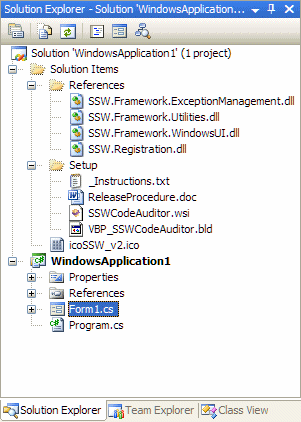 Solution Explorer - Solution 'WindowsApplication...
Solution 'WindowsApplication1' (1 project)
Solution Items
References
SSW.Framework.ExceptionManagement.dll
SSW.Framework.Utilities.dll
SSW.Framework.WindowsUI.dll
SSW.Registration.dll
Setup
_Instructions.txt
ReleaseProcedure.doc
SSWCodeAuditor.wsi
VBP_SSWCodeAuditor.bld
icoSSW_v2.ico
WindowsApplication1
Properties
References
Form1.cs
Program.cs
Solution Explorer Team Explorer Class View